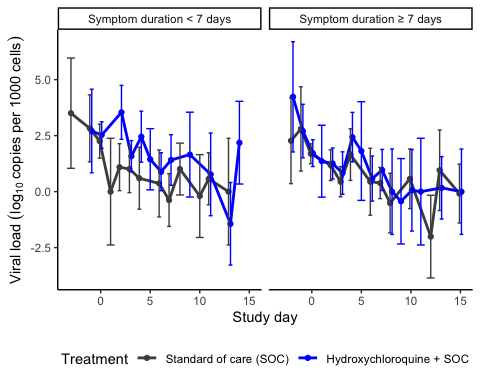 Symptom duration < 7 days
Symptom duration ≥ 7 days
Viral load (log10 copies per 1000 cells)
5.0
2.5
0.0
-2.5
0 5 10 15
0 5 10 15
Study day
Treatment Standard of care (SOC) Hydroxychloroquine + SOC